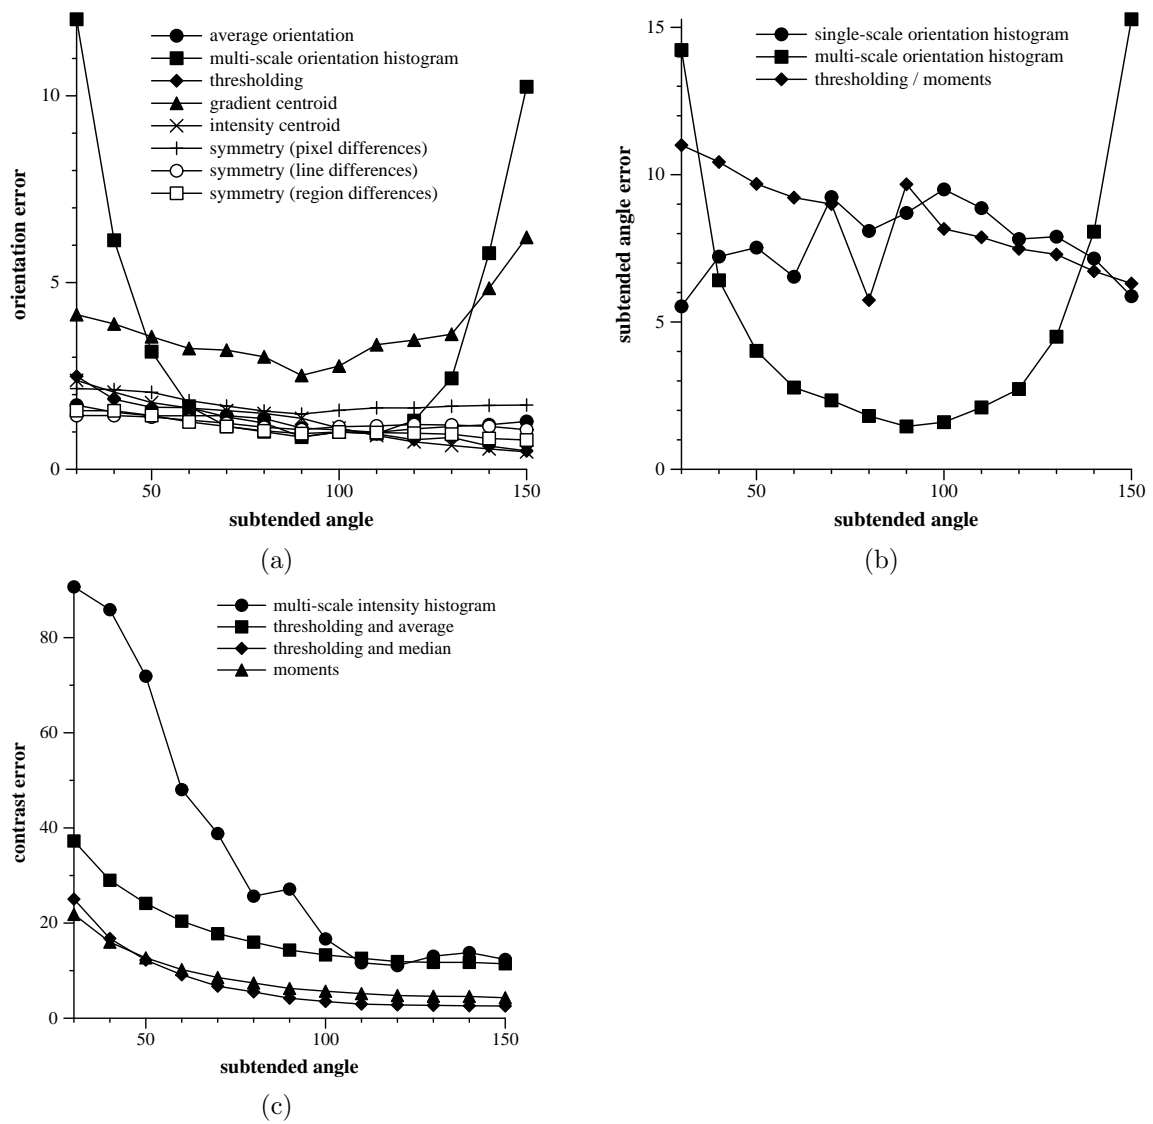 average orientation
multi-scale orientation histogram
thresholding
gradient centroid
intensity centroid
symmetry (pixel differences)
symmetry (line differences)
symmetry (region differences)
10
5
0
orientation error
50
100
150
subtended angle
(a)
single-scale orientation histogram
multi-scale orientation histogram
thresholding / moments
15
10
5
0
subtended angle error
50
100
150
subtended angle
(b)
multi-scale intensity histogram
thresholding and average
thresholding and median
moments
80
60
40
20
0
contrast error
50
100
150
subtended angle
(c)